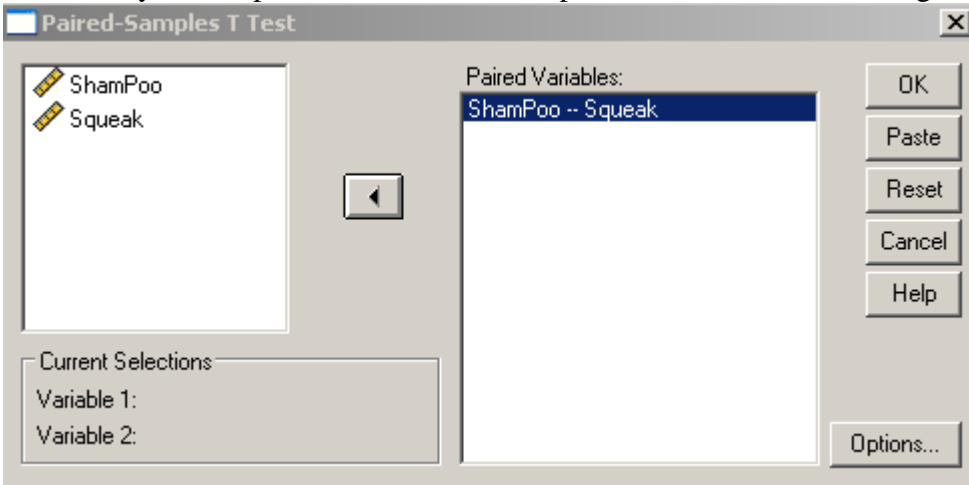 Paired-Samples T Test
ShamPoo
Squeak
Paired Variables:
ShamPoo -- Squeak
OK
Paste
Reset
Cancel
Help
Current Selections
Variable 1:
Variable 2:
Options...